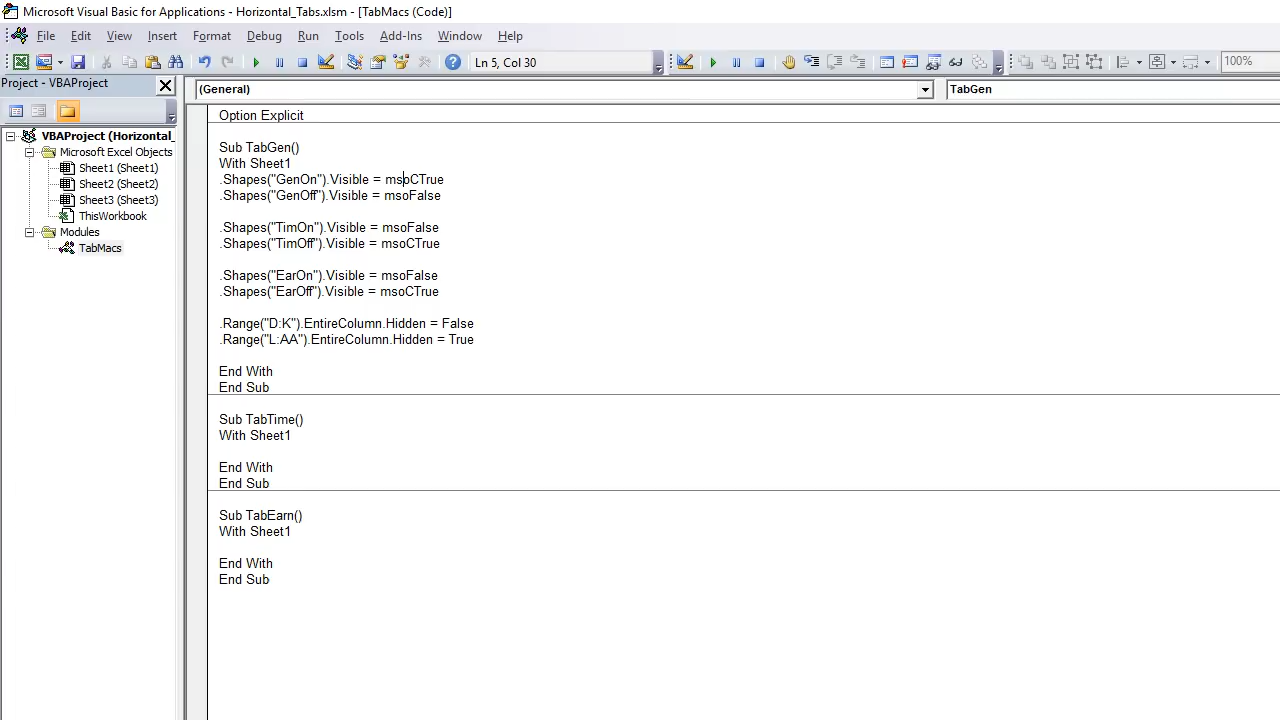 Microsoft Visual Basic for Applications - Horizontal_Tabs.xlsm - [TabMacs (Code)]
File Edit View Insert Format Debug Run Tools Add-Ins Window Help
Ln 5, Col 30
100%
Project - VBAProject
(General)
TabGen
VBAProject (Horizontal_
Microsoft Excel Objects
Sheet1 (Sheet1)
Sheet2 (Sheet2)
Sheet3 (Sheet3)
ThisWorkbook
Modules
TabMacs
Option Explicit
Sub TabGen()
With Sheet1
.Shapes("GenOn").Visible = msoCTrue
.Shapes("GenOff").Visible = msoFalse
.Shapes("TimOn").Visible = msoFalse
.Shapes("TimOff").Visible = msoCTrue
.Shapes("EarOn").Visible = msoFalse
.Shapes("EarOff").Visible = msoCTrue
.Range("D:K").EntireColumn.Hidden = False
.Range("L:AA").EntireColumn.Hidden = True
End With
End Sub
Sub TabTime()
With Sheet1
End With
End Sub
Sub TabEarn()
With Sheet1
End With
End Sub